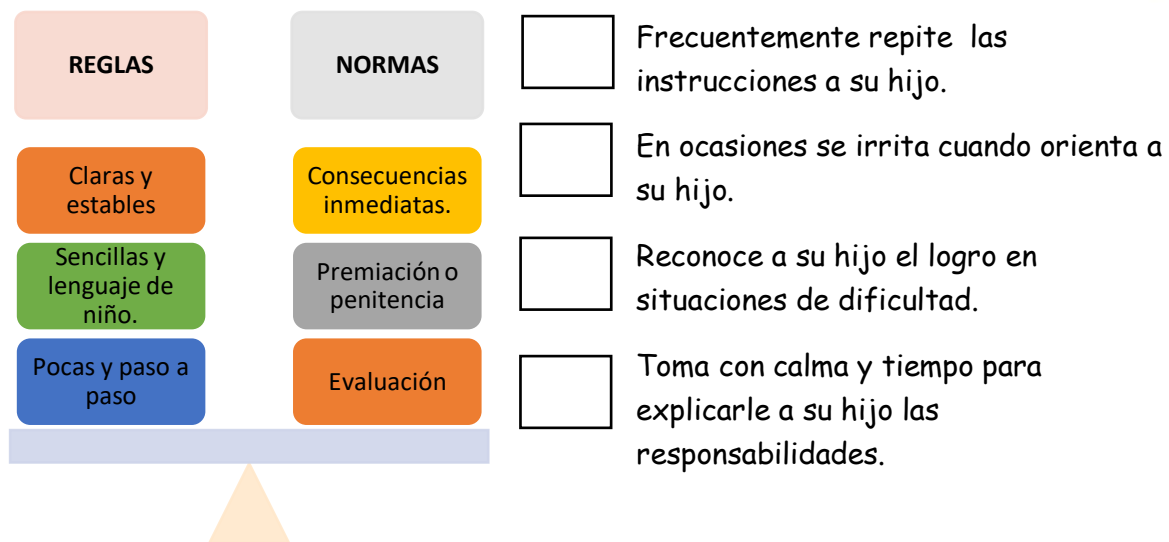 REGLAS
Claras y
estables
Sencillas y
lenguaje de
niño.
Pocas y paso a
paso
NORMAS
Consecuencias
inmediatas.
Premiación o
penitencia
Evaluación
Frecuentemente repite las
instrucciones a su hijo.
En ocasiones se irrita cuando orienta a
su hijo.
Reconoce a su hijo el logro en
situaciones de dificultad.
Toma con calma y tiempo para
explicarle a su hijo las
responsabilidades.